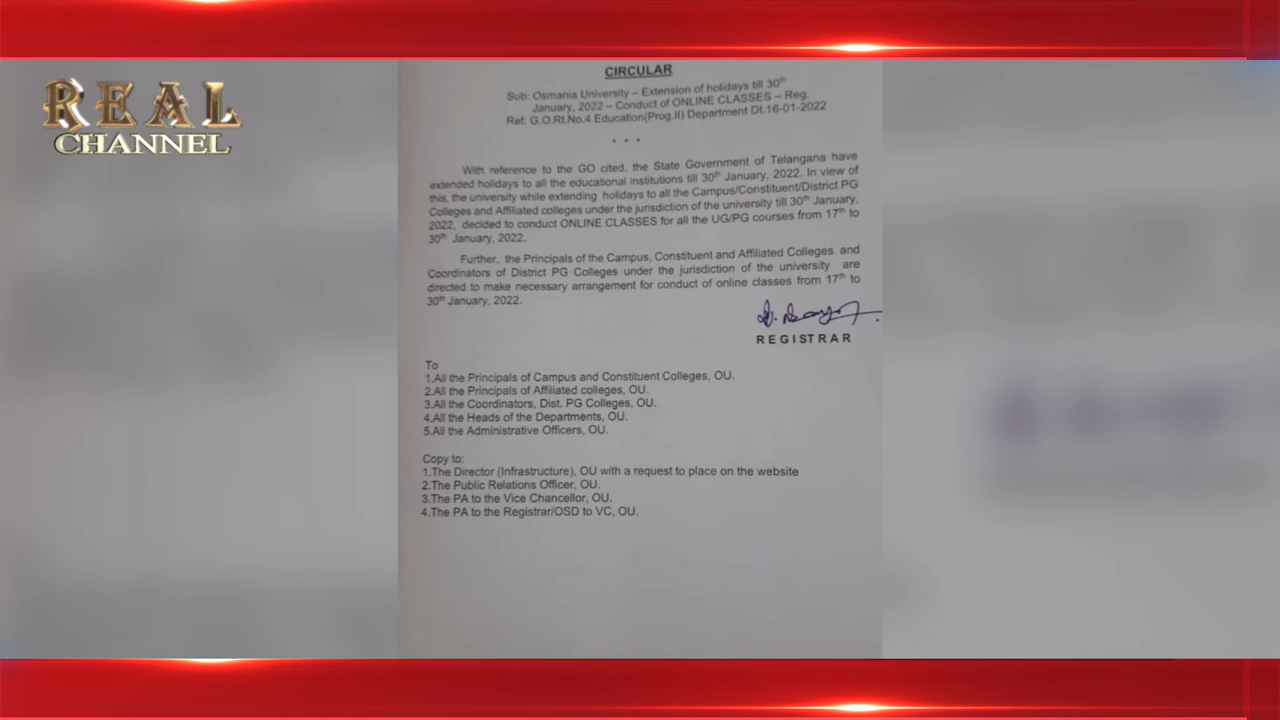 REAL
CHANNEL
CIRCULAR
Sub: Osmania University – Extension of holidays till 30th
January, 2022 – Conduct of ONLINE CLASSES – Reg.
Ref: G.O.Rt.No.4 Education(Prog.II) Department Dt.16-01-2022
* * *
With reference to the GO cited, the State Government of Telangana have
extended holidays to all the educational institutions till 30th January, 2022. In view of
this, the university while extending holidays to all the Campus/Constituent/District PG
Colleges and Affiliated colleges under the jurisdiction of the university till 30th January,
2022, decided to conduct ONLINE CLASSES for all the UG/PG courses from 17th to
30th January, 2022.
Further, the Principals of the Campus, Constituent and Affiliated Colleges and
Coordinators of District PG Colleges under the jurisdiction of the university are
directed to make necessary arrangement for conduct of online classes from 17th to
30th January, 2022.
REGISTRAR
To
1.All the Principals of Campus and Constituent Colleges, OU.
2.All the Principals of Affiliated colleges, OU.
3.All the Coordinators, Dist. PG Colleges, OU.
4.All the Heads of the Departments, OU.
5.All the Administrative Officers, OU.
Copy to:
1.The Director (Infrastructure), OU with a request to place on the website
2.The Public Relations Officer, OU.
3.The PA to the Vice Chancellor, OU.
4.The PA to the Registrar/OSD to VC, OU.